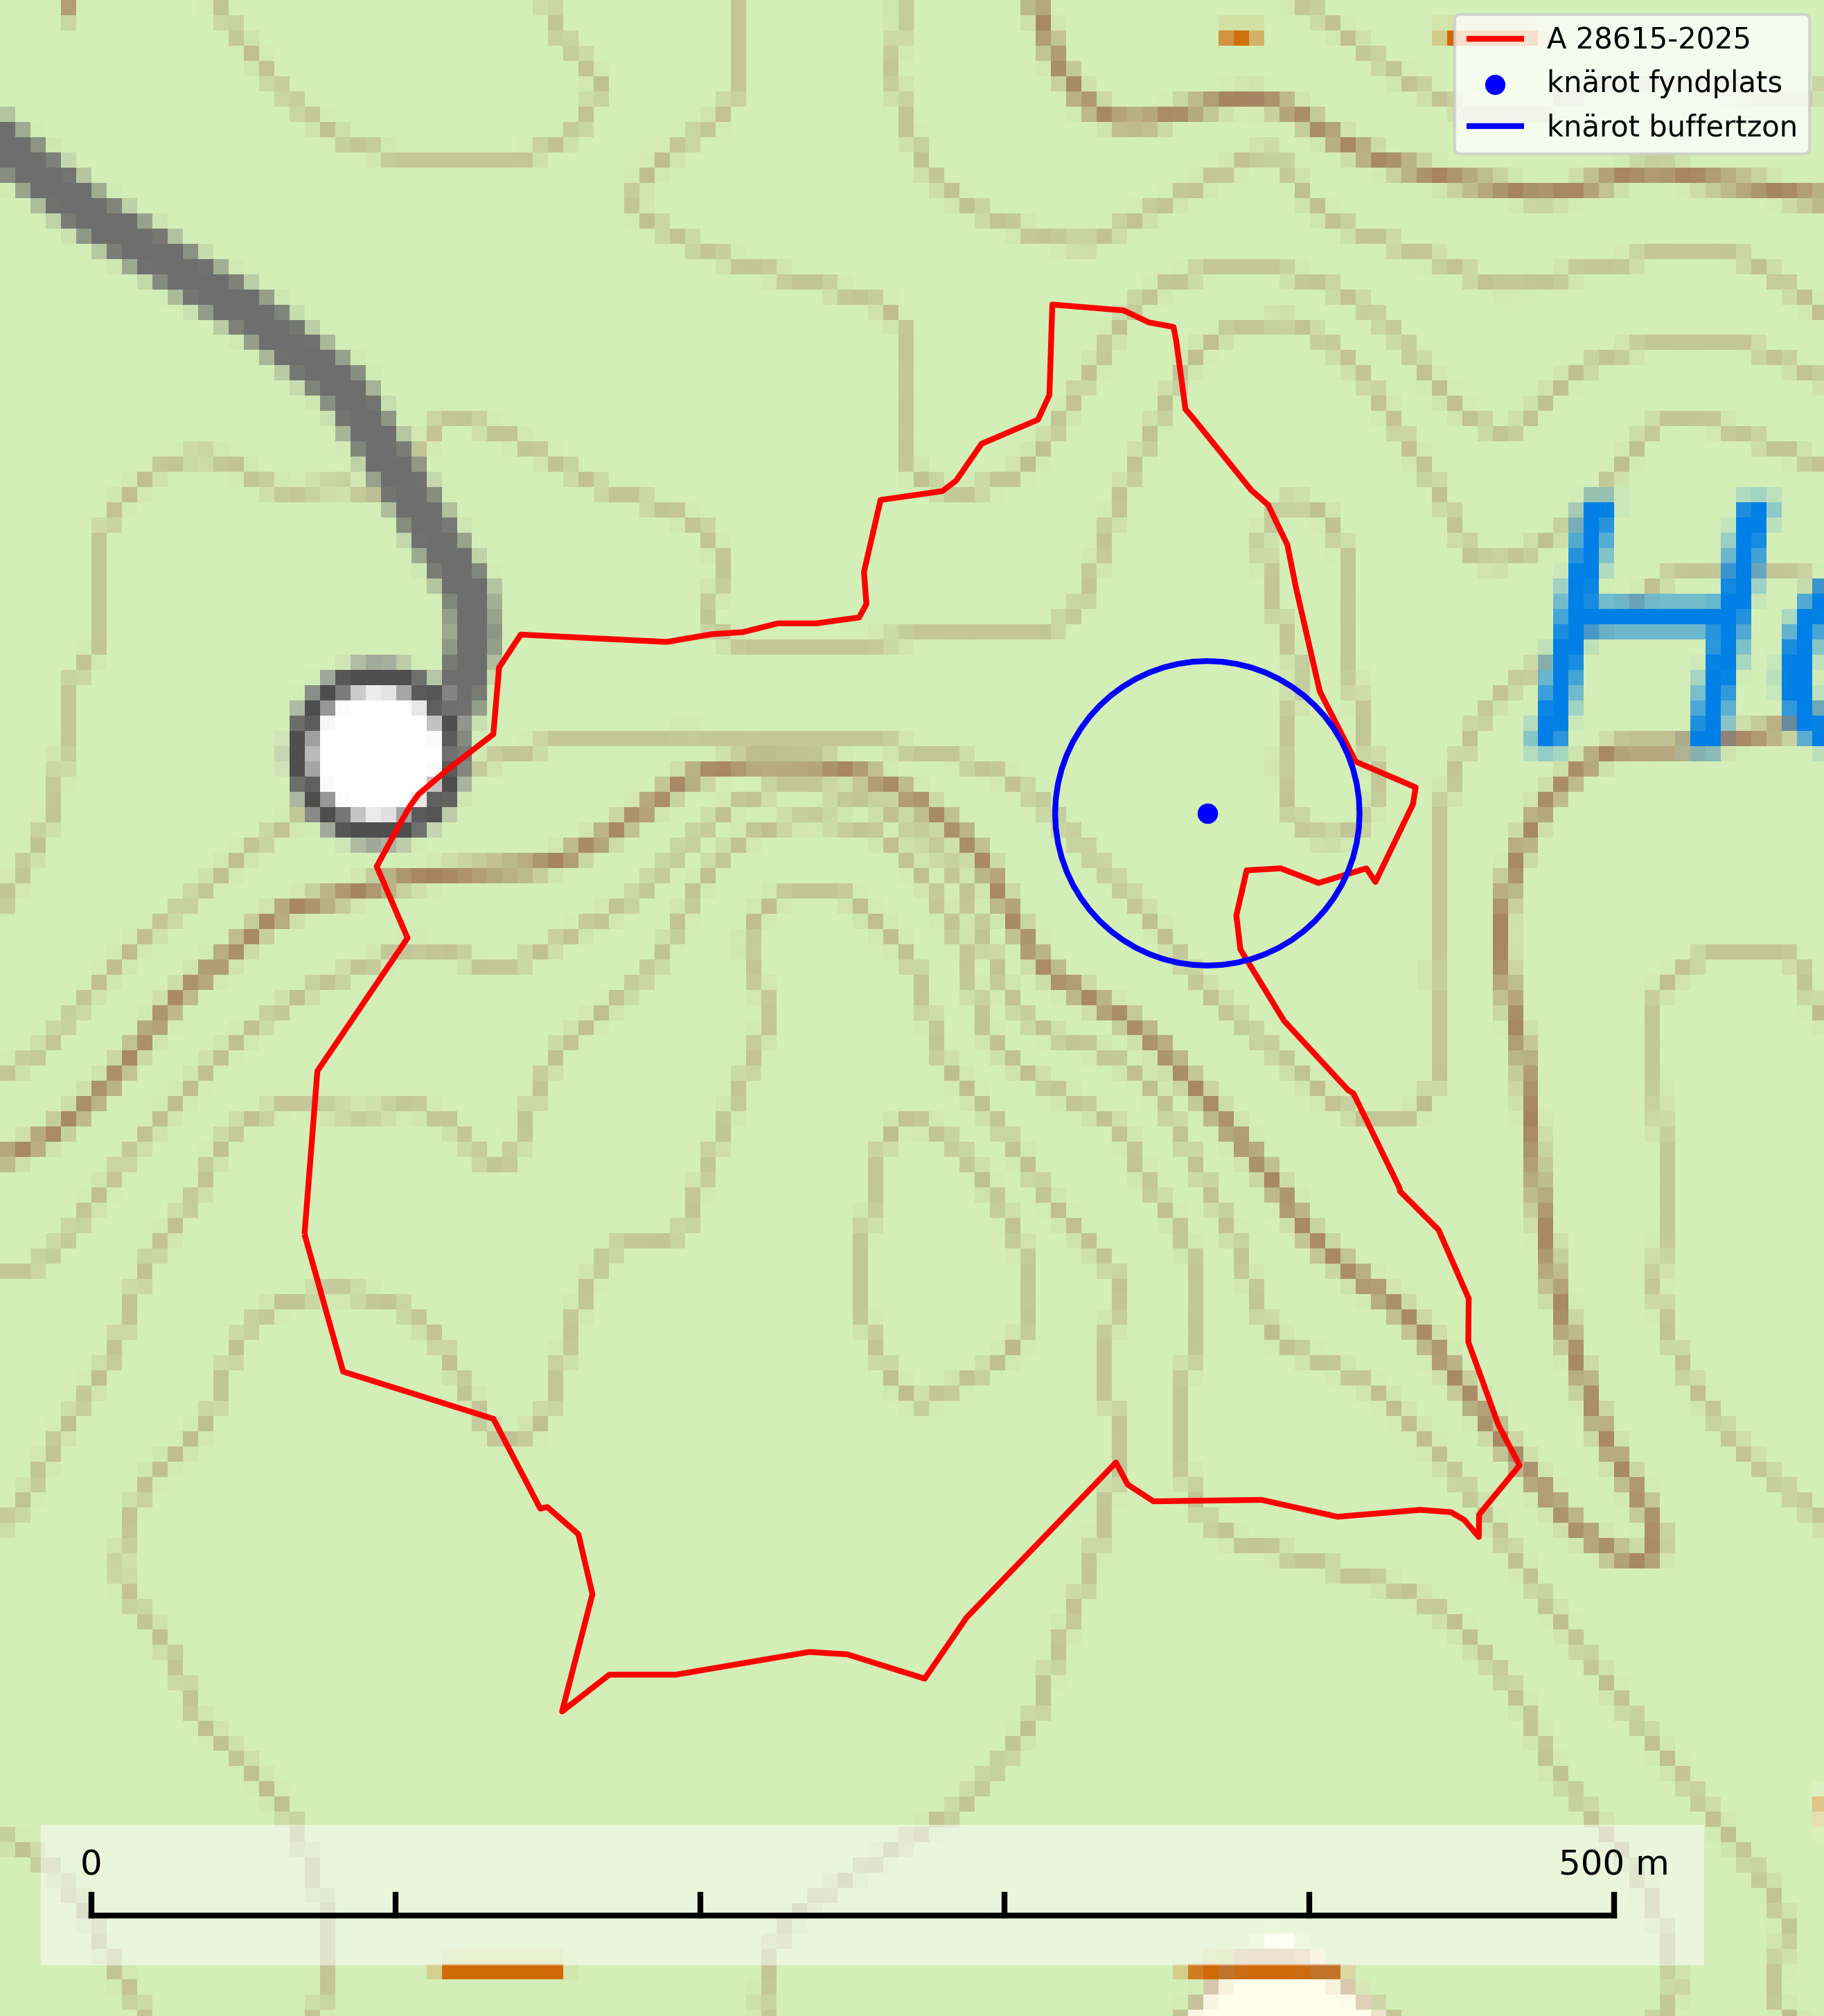 A 28615-2025
knärot fyndplats
knärot buffertzon
0
500 m